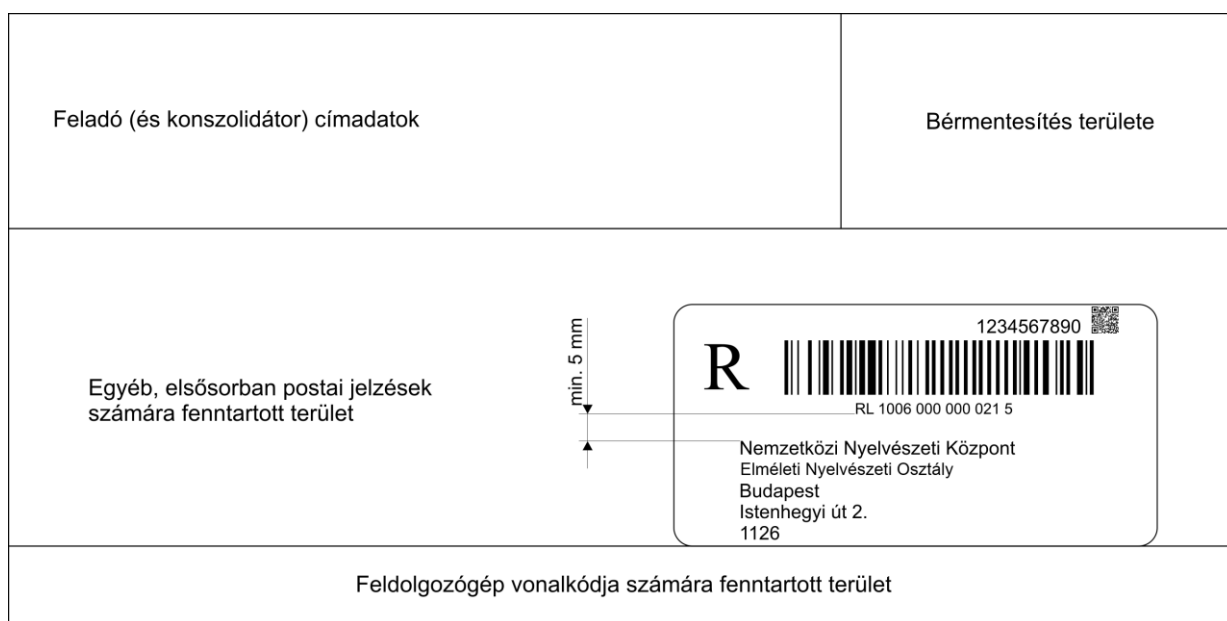 Feladó (és konszolidátor) címadatok
Bérmentesítés területe
Egyéb, elsősorban postai jelzések
számára fenntartott terület
min. 5 mm
1234567890
R
RL 1006 000 000 021 5
Nemzetközi Nyelvészeti Központ
Elméleti Nyelvészeti Osztály
Budapest
Istenhegyi út 2.
1126
Feldolgozógép vonalkódja számára fenntartott terület